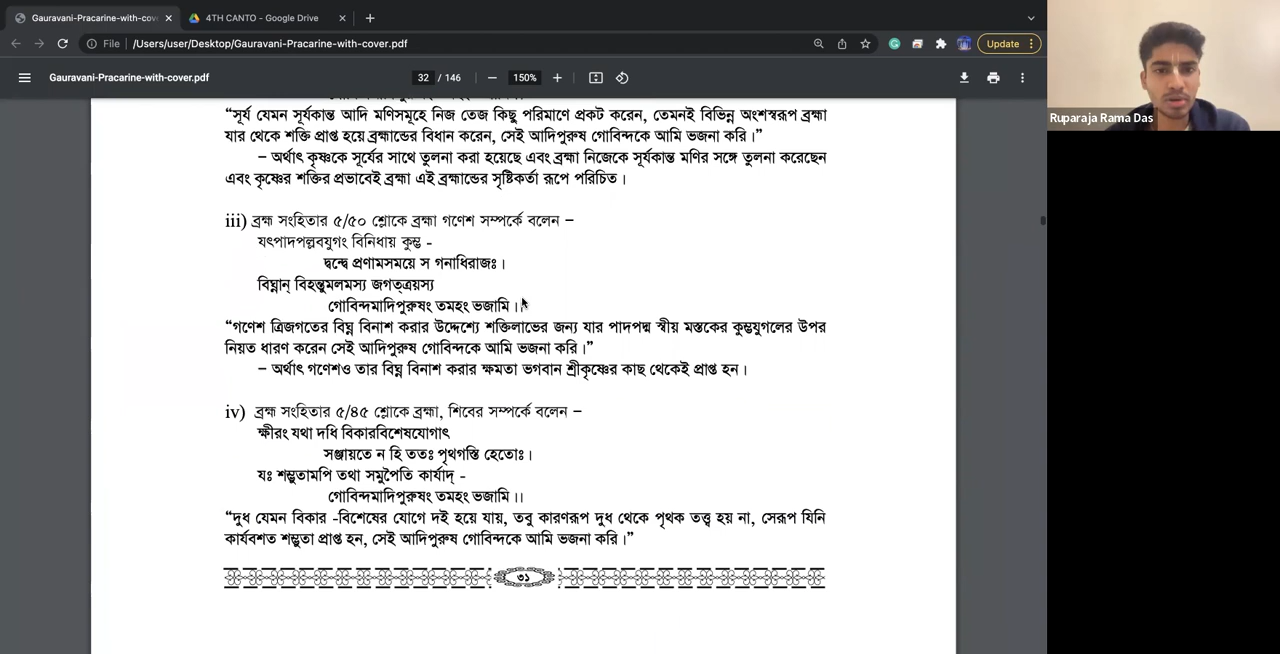 Gauravani-Pracarine-with-cov
4TH CANTO - Google Drive
File /Users/user/Desktop/Gauravani-Pracarine-with-cover.pdf
Update
Gauravani-Pracarine-with-cover.pdf
32 / 146
150%
Ruparaja Rama Das
“সূর্য যেমন সূর্যকান্ত আদি মণিসমূহে নিজ তেজ কিছু পরিমাণে প্রকট করেন, তেমনই বিভিন্ন অংশস্বরূপ ব্রহ্মা
যার থেকে শক্তি প্রাপ্ত হয়ে ব্রহ্মান্ডের বিধান করেন, সেই আদিপুরুষ গোবিন্দকে আমি ভজনা করি।”
– অর্থাৎ কৃষ্ণকে সূর্যের সাথে তুলনা করা হয়েছে এবং ব্রহ্মা নিজেকে সূর্যকান্ত মণির সঙ্গে তুলনা করেছেন
এবং কৃষ্ণের শক্তির প্রভাবেই ব্রহ্মা এই ব্রহ্মান্ডের সৃষ্টিকর্তা রূপে পরিচিত।
iii) ব্রহ্ম সংহিতার ৫/৫০ শ্লোকে ব্রহ্মা গণেশ সম্পর্কে বলেন –
যৎপাদপল্লবযুগং বিনিধায় কুম্ভ -
দ্বন্দ্বে প্রণামসময়ে স গনাধিরাজঃ।
বিঘ্নান্ বিহন্তুমলমস্য জগত্ত্রয়স্য
গোবিন্দমাদিপুরুষং তমহং ভজামি।।
“গণেশ ত্রিজগতের বিঘ্ন বিনাশ করার উদ্দেশ্যে শক্তিলাভের জন্য যার পাদপদ্ম স্বীয় মস্তকের কুম্ভযুগলের উপর
নিয়ত ধারণ করেন সেই আদিপুরুষ গোবিন্দকে আমি ভজনা করি।”
– অর্থাৎ গণেশও তার বিঘ্ন বিনাশ করার ক্ষমতা ভগবান শ্রীকৃষ্ণের কাছ থেকেই প্রাপ্ত হন।
iv) ব্রহ্ম সংহিতার ৫/৪৫ শ্লোকে ব্রহ্মা, শিবের সম্পর্কে বলেন –
ক্ষীরং যথা দধি বিকারবিশেষযোগাৎ
সঞ্জায়তে ন হি ততঃ পৃথগস্তি হেতোঃ।
যঃ শম্ভুতামপি তথা সমুপৈতি কার্যাদ্ -
গোবিন্দমাদিপুরুষং তমহং ভজামি।।
“দুধ যেমন বিকার -বিশেষের যোগে দই হয়ে যায়, তবু কারণরূপ দুধ থেকে পৃথক তত্ত্ব হয় না, সেরূপ যিনি
কার্যবশত শম্ভুতা প্রাপ্ত হন, সেই আদিপুরুষ গোবিন্দকে আমি ভজনা করি।”
৩১